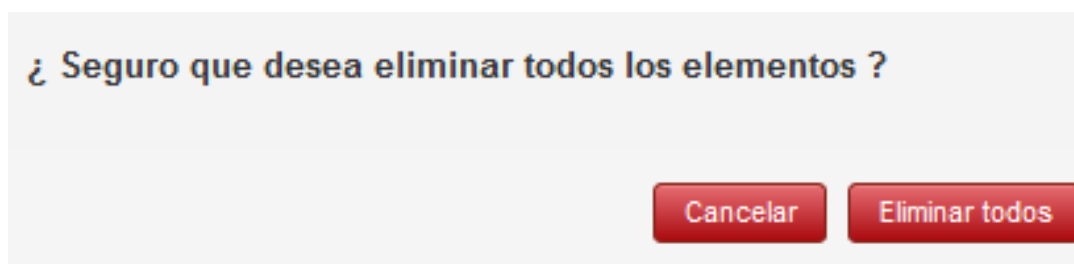 ¿ Seguro que desea eliminar todos los elementos ?
Cancelar Eliminar todos